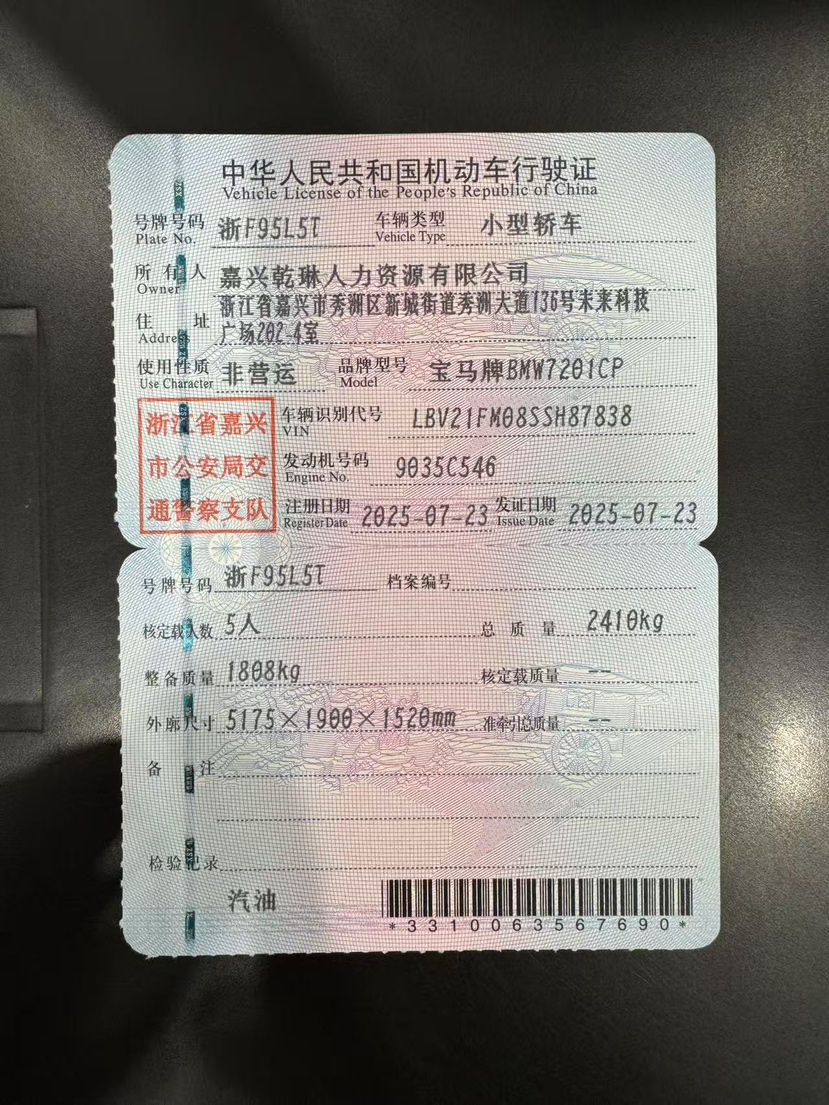 中华人民共和国机动车行驶证
Vehicle License of the People's Republic of China
号牌号码 浙F95L5T 车辆类型 小型轿车
Plate No. Vehicle Type
所有人 嘉兴乾琳人力资源有限公司
Owner
住址 浙江省嘉兴市秀洲区新城街道秀洲大道136号未来科技
Address 广场202-4室
使用性质 非营运 品牌型号 宝马牌BMW7201CP
Use Character Model
浙江省嘉兴
市公安局交
通警察支队
车辆识别代号 LBV21FM08SSH87838
VIN
发动机号码 9035C546
Engine No.
注册日期 2025-07-23 发证日期 2025-07-23
Register Date Issue Date
号牌号码 浙F95L5T 档案编号
核定载人数 5人 总质量 2410kg
整备质量 1808kg 核定载质量 --
外廓尺寸 5175×1900×1520mm 准牵引总质量 --
备注
检验记录
汽油
*3310063567690*